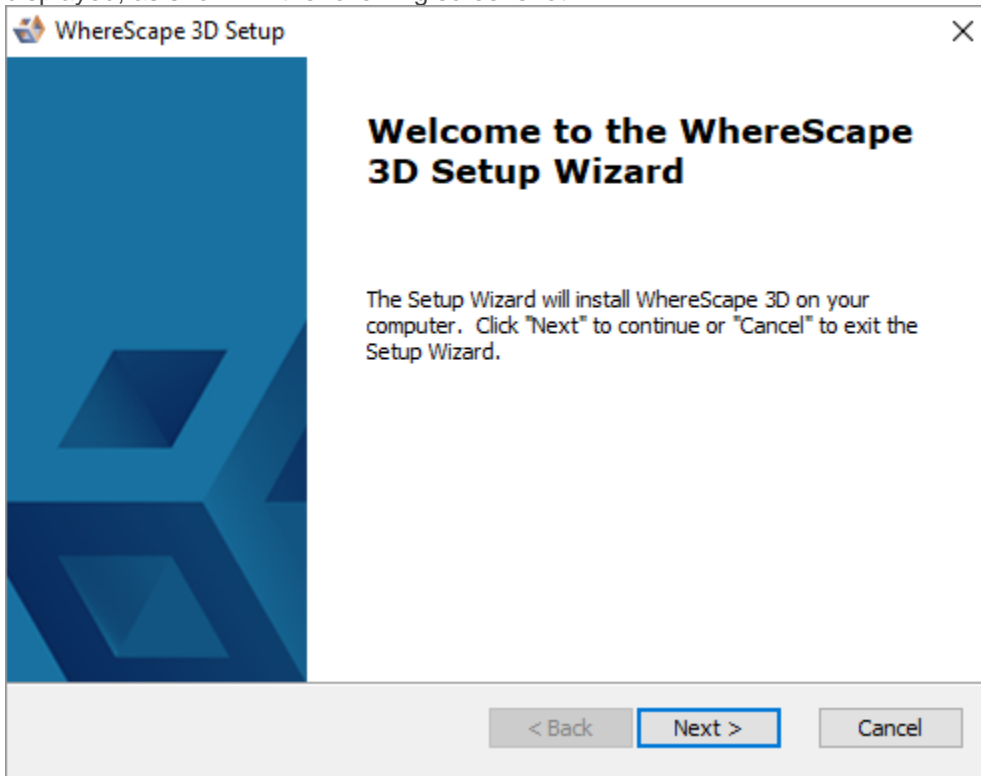 WhereScape 3D Setup
Welcome to the WhereScape
3D Setup Wizard
The Setup Wizard will install WhereScape 3D on your
computer.  Click "Next" to continue or "Cancel" to exit the
Setup Wizard.
< Back Next > Cancel